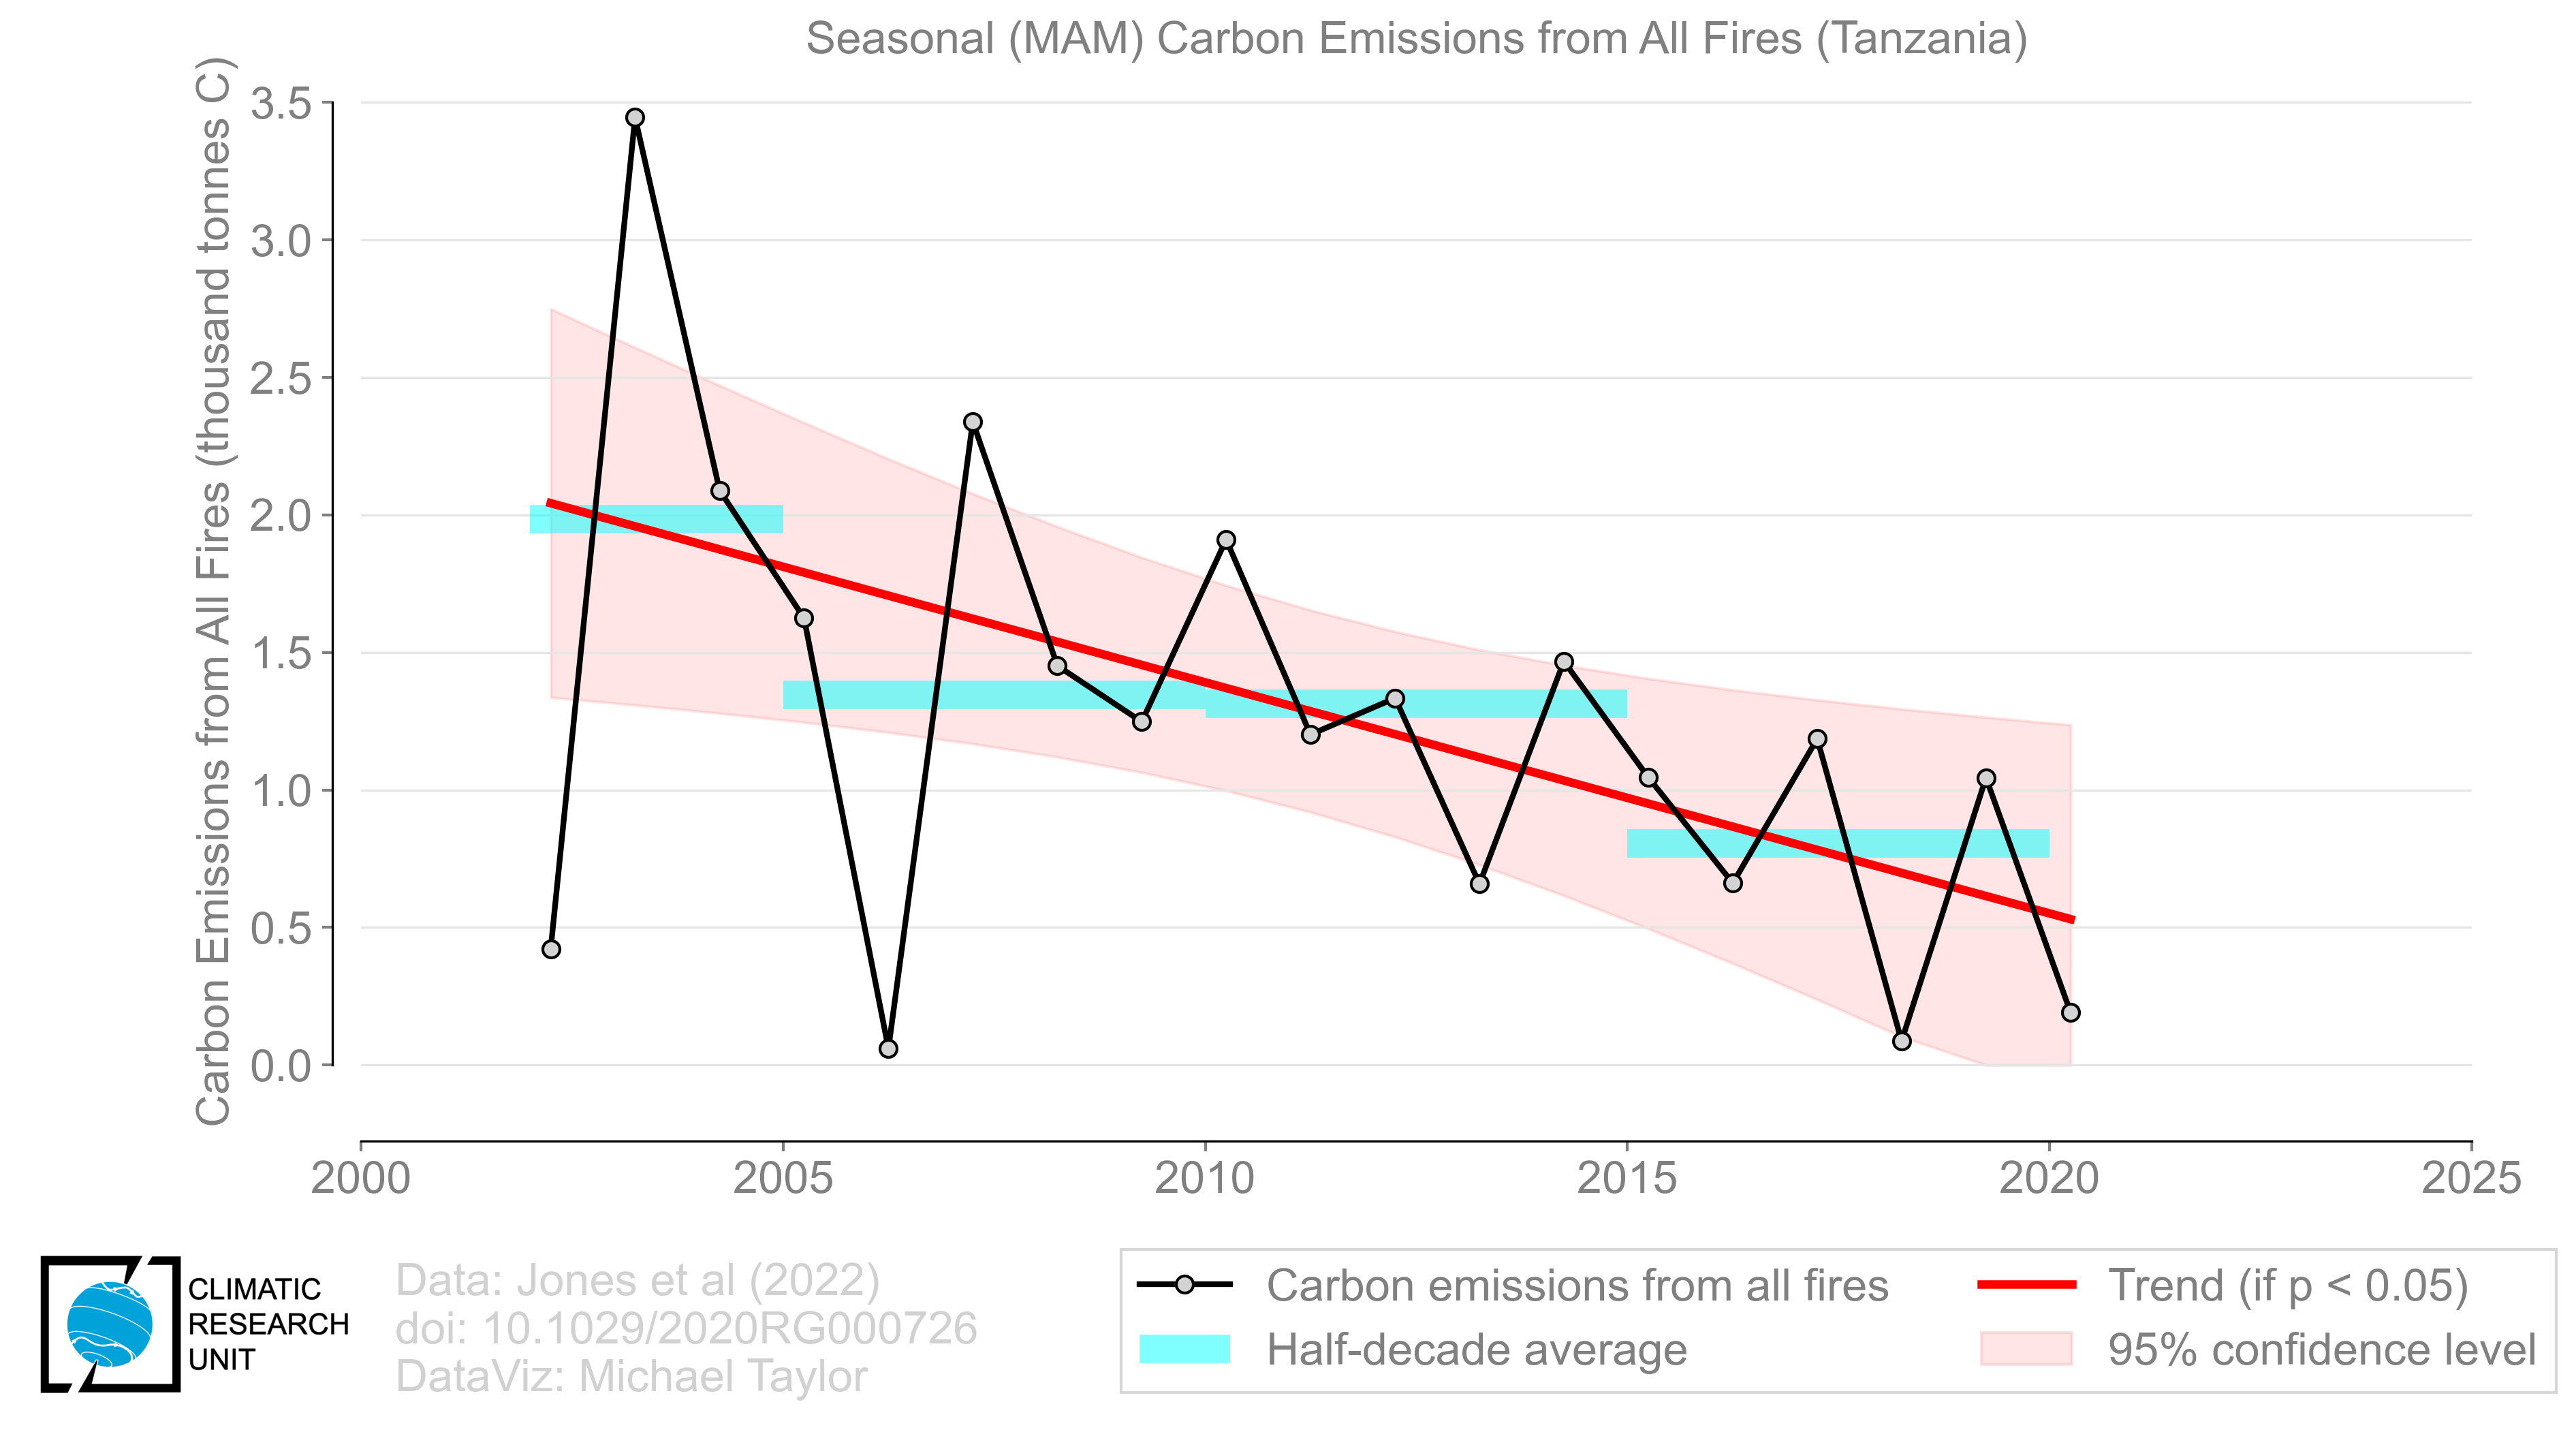 Seasonal (MAM) Carbon Emissions from All Fires (Tanzania)
Carbon Emissions from All Fires (thousand tonnes C)
3.5
3.0
2.5
2.0
1.5
1.0
0.5
0.0
2000
2005
2010
2015
2020
2025
CLIMATIC
RESEARCH
UNIT
Data: Jones et al (2022)
doi: 10.1029/2020RG000726
DataViz: Michael Taylor
Carbon emissions from all fires
Half-decade average
Trend (if p < 0.05)
95% confidence level